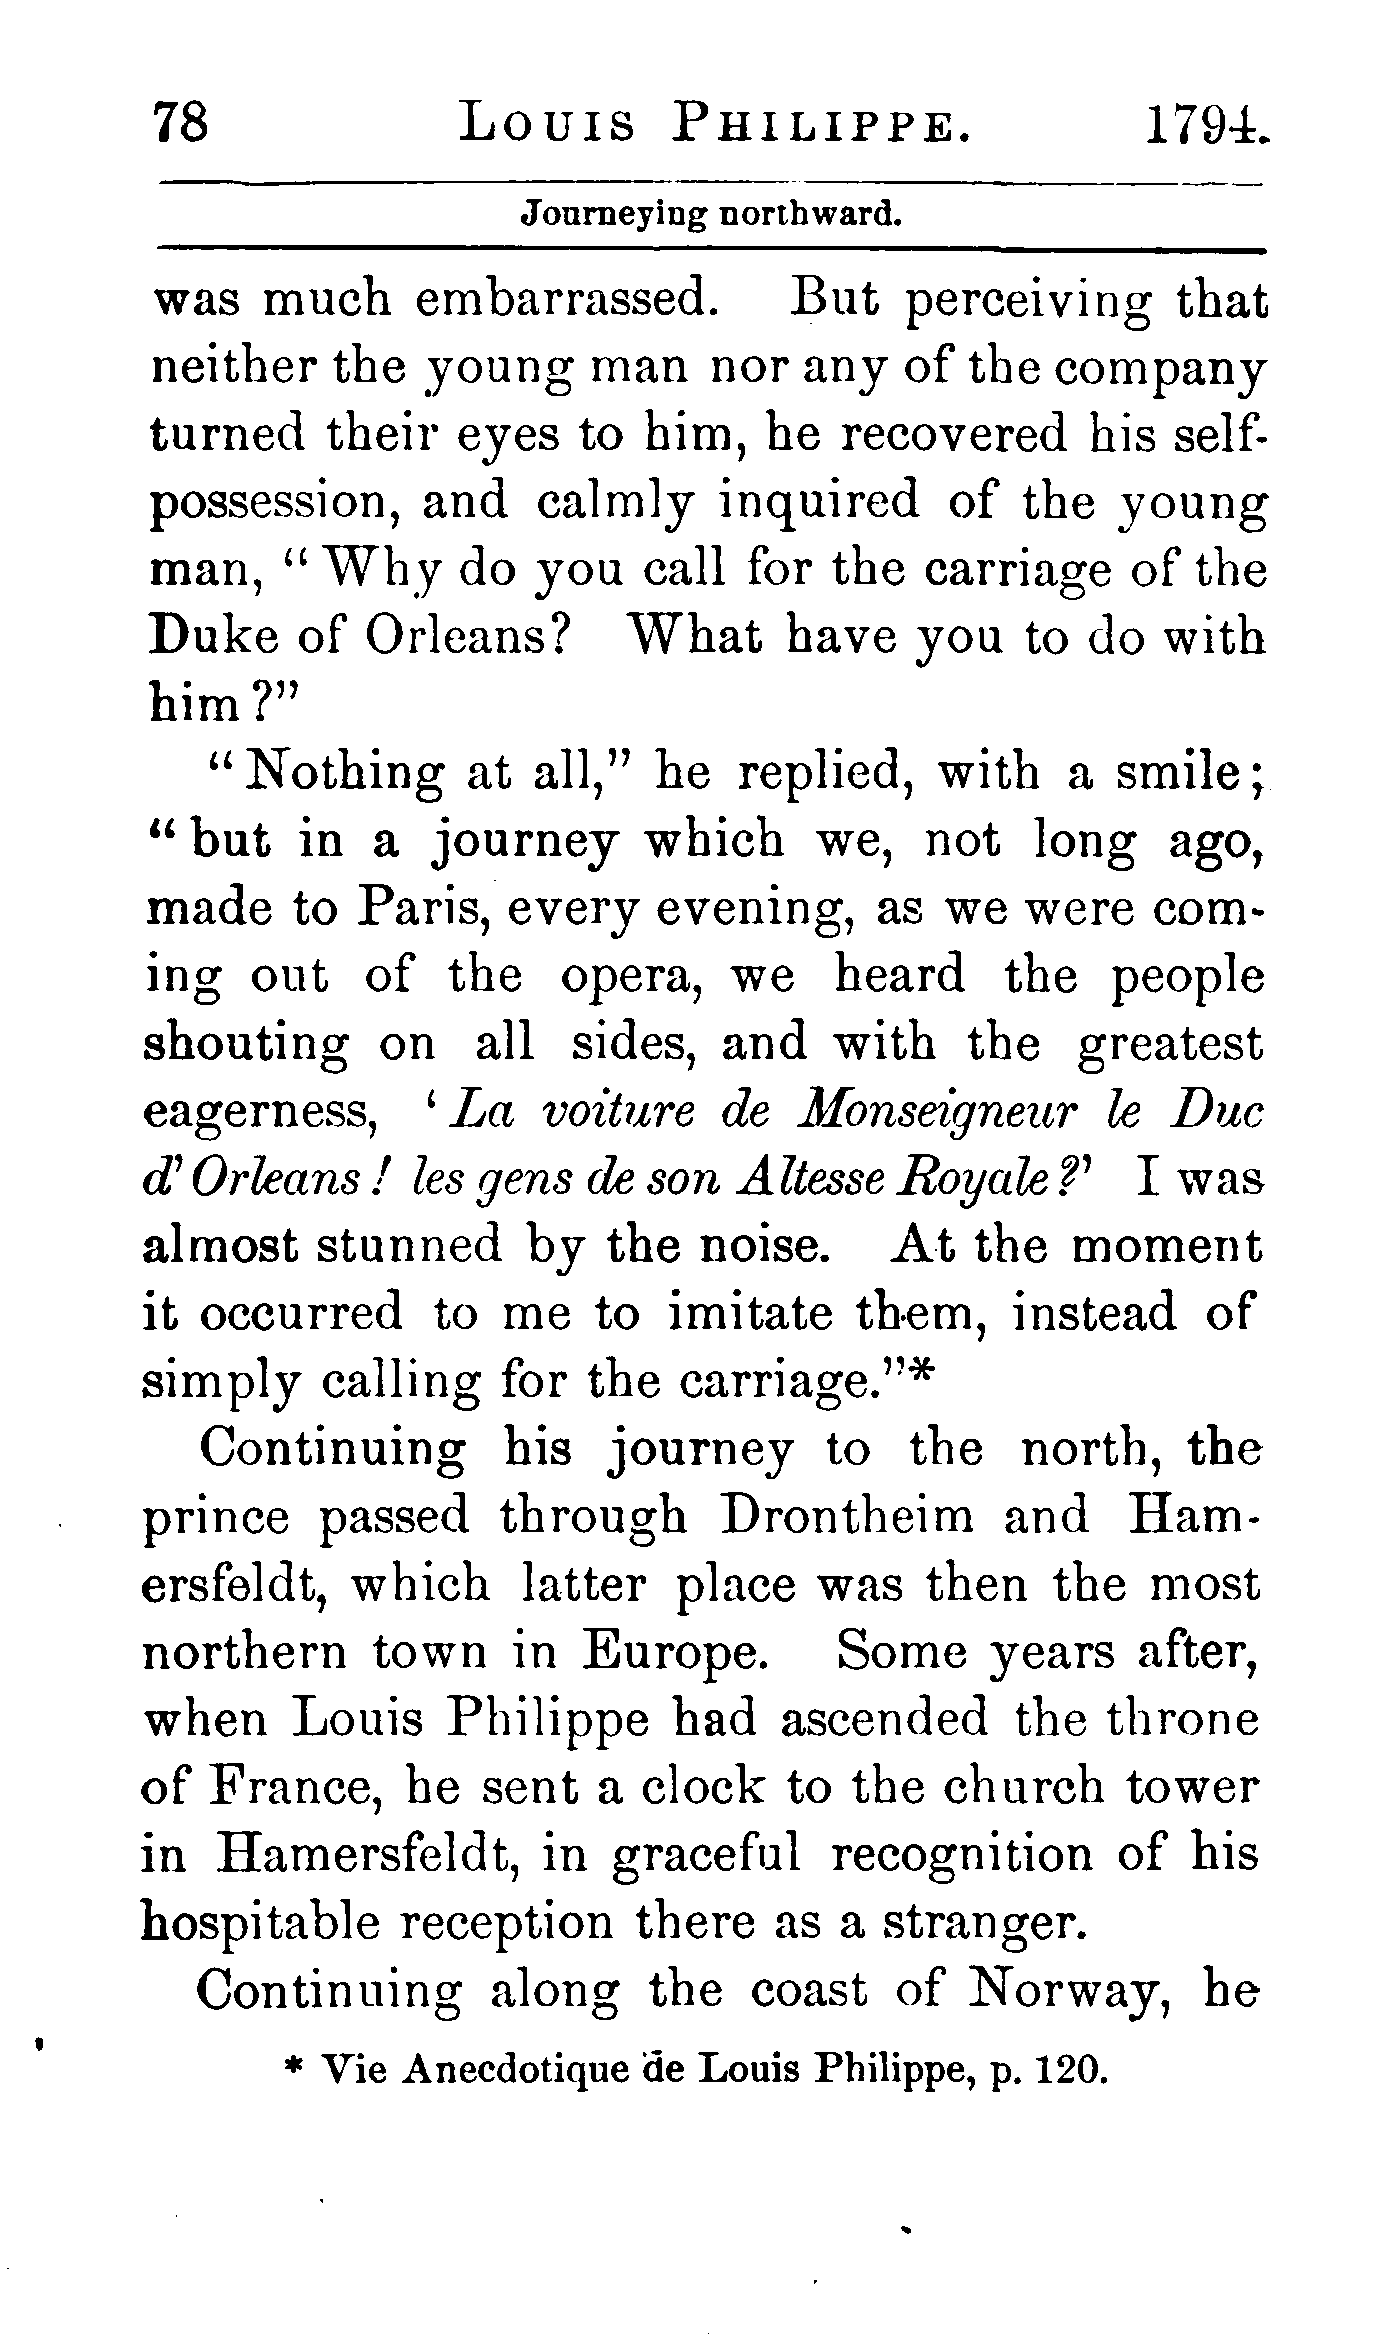 78 LOUIS PHILIPPE. 1794.
Journeying northward.
was much embarrassed. But perceiving that
neither the young man nor any of the company
turned their eyes to him, he recovered his self-
possession, and calmly inquired of the young
man, “Why do you call for the carriage of the
Duke of Orleans? What have you to do with
him?”
“Nothing at all,” he replied, with a smile;
“but in a journey which we, not long ago,
made to Paris, every evening, as we were com-
ing out of the opera, we heard the people
shouting on all sides, and with the greatest
eagerness, ‘La voiture de Monseigneur le Duc
d’Orleans! les gens de son Altesse Royale?’ I was
almost stunned by the noise. At the moment
it occurred to me to imitate them, instead of
simply calling for the carriage.”*
Continuing his journey to the north, the
prince passed through Drontheim and Ham-
ersfeldt, which latter place was then the most
northern town in Europe. Some years after,
when Louis Philippe had ascended the throne
of France, he sent a clock to the church tower
in Hamersfeldt, in graceful recognition of his
hospitable reception there as a stranger.
Continuing along the coast of Norway, he
* Vie Anecdotique de Louis Philippe, p. 120.